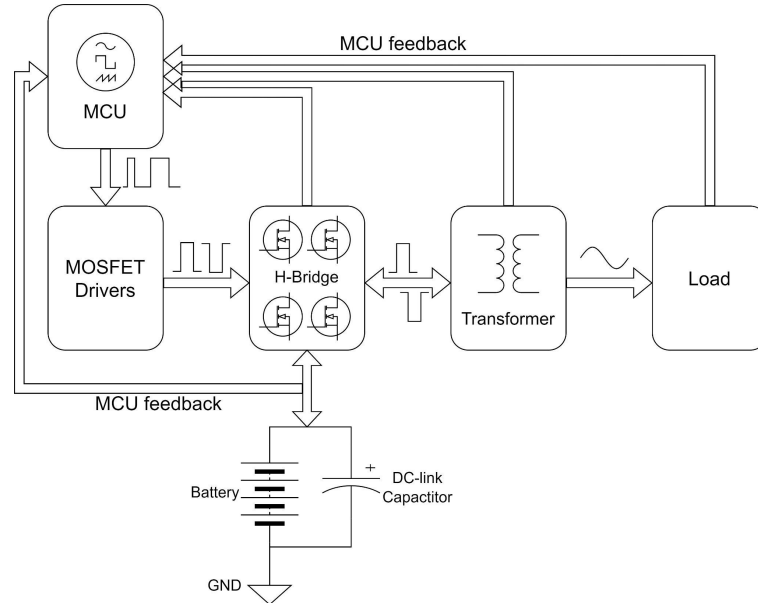 MCU feedback
MCU
MOSFET
Drivers
H-Bridge
Transformer
Load
MCU feedback
Battery
+
DC-link
Capactitor
GND